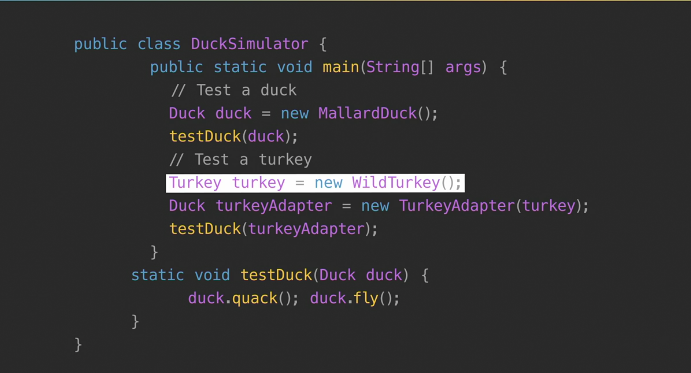 public class DuckSimulator {
public static void main(String[] args) {
// Test a duck
Duck duck = new MallardDuck();
testDuck(duck);
// Test a turkey
Turkey turkey = new WildTurkey();
Duck turkeyAdapter = new TurkeyAdapter(turkey);
testDuck(turkeyAdapter);
}
static void testDuck(Duck duck) {
duck.quack(); duck.fly();
}
}